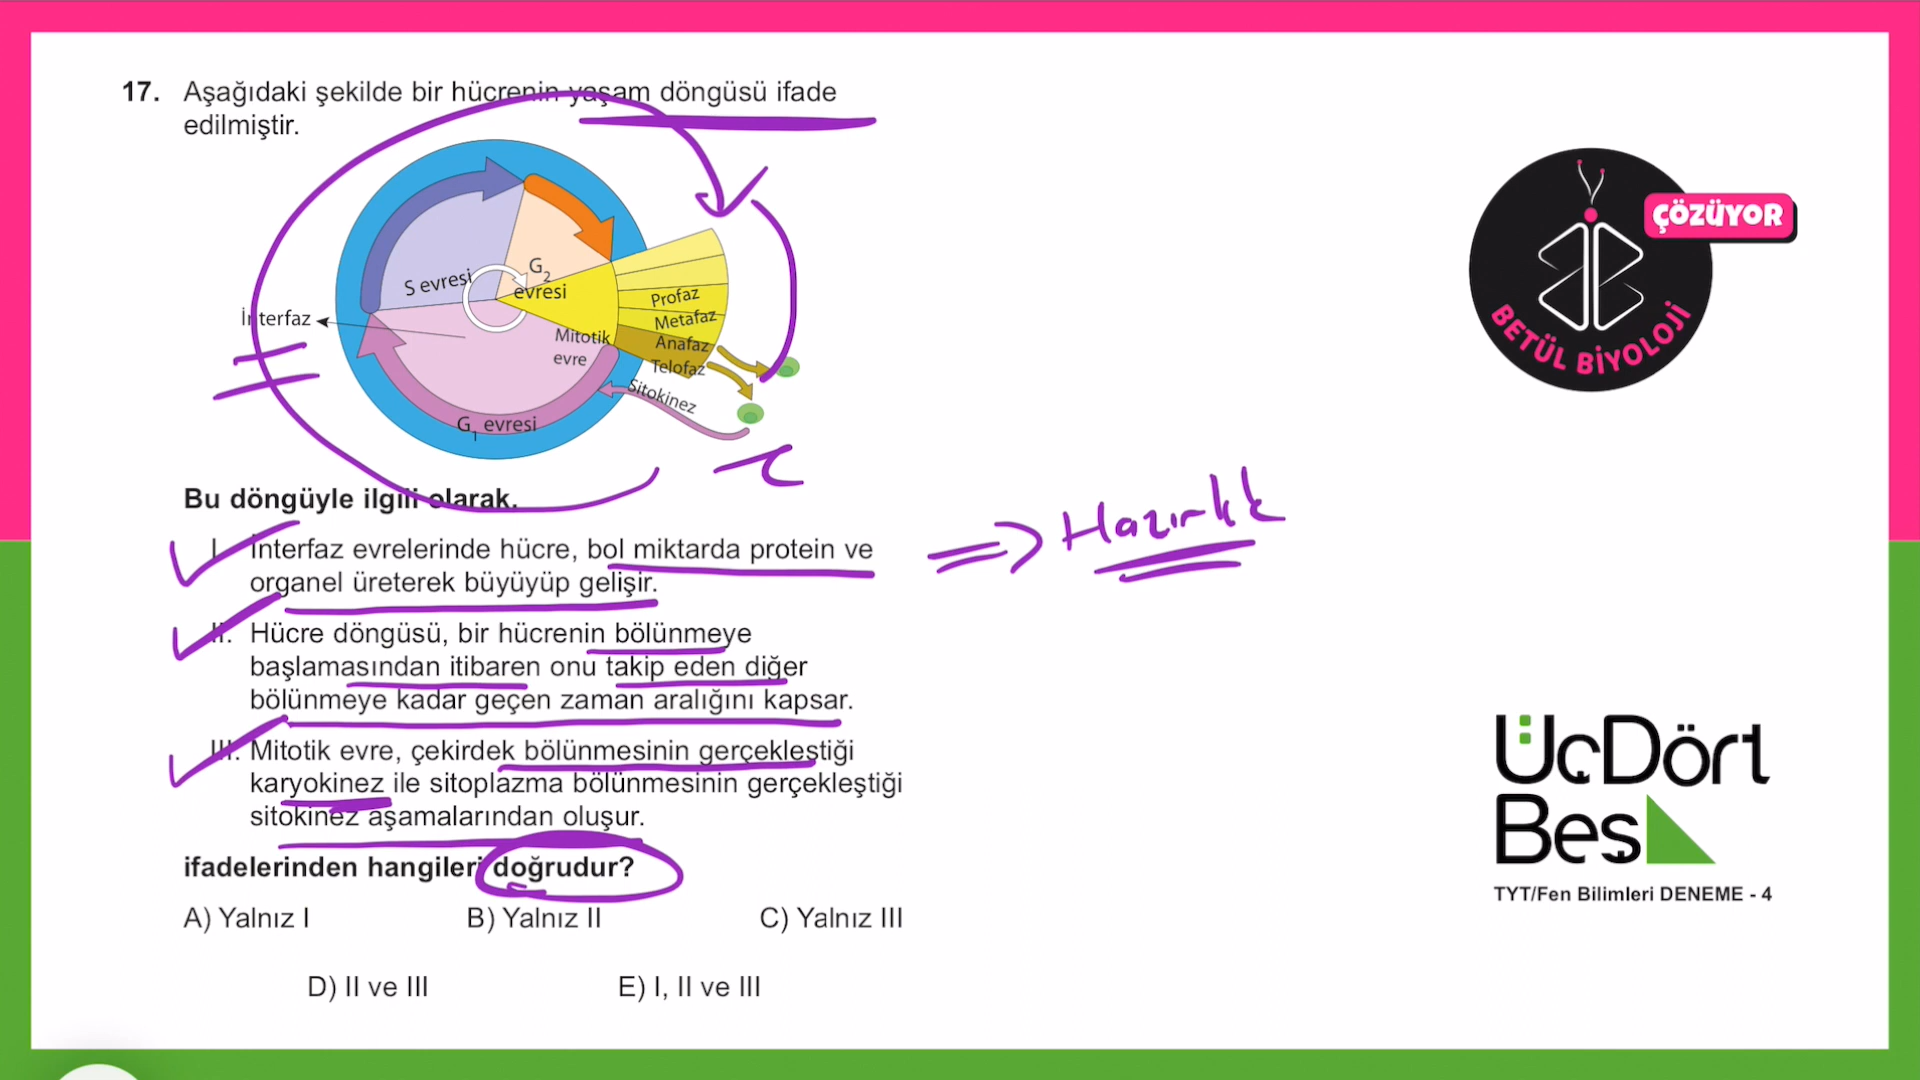 17. Aşağıdaki şekilde bir hücrenin yaşam döngüsü ifade
edilmiştir.
S evresi
G2
evresi
İnterfaz
Mitotik
evre
Profaz
Metafaz
Anafaz
Telofaz
Sitokinez
G1 evresi
Bu döngüyle ilgili olarak.
I. İnterfaz evrelerinde hücre, bol miktarda protein ve
organel üreterek büyüyüp gelişir.
II. Hücre döngüsü, bir hücrenin bölünmeye
başlamasından itibaren onu takip eden diğer
bölünmeye kadar geçen zaman aralığını kapsar.
III. Mitotik evre, çekirdek bölünmesinin gerçekleştiği
karyokinez ile sitoplazma bölünmesinin gerçekleştiği
sitokinez aşamalarından oluşur.
ifadelerinden hangileri doğrudur?
A) Yalnız I B) Yalnız II C) Yalnız III
D) II ve III E) I, II ve III
Hazırlık
ÇÖZÜYOR
BETÜL BİYOLOJİ
ÜçDört
Beş
TYT/Fen Bilimleri DENEME - 4